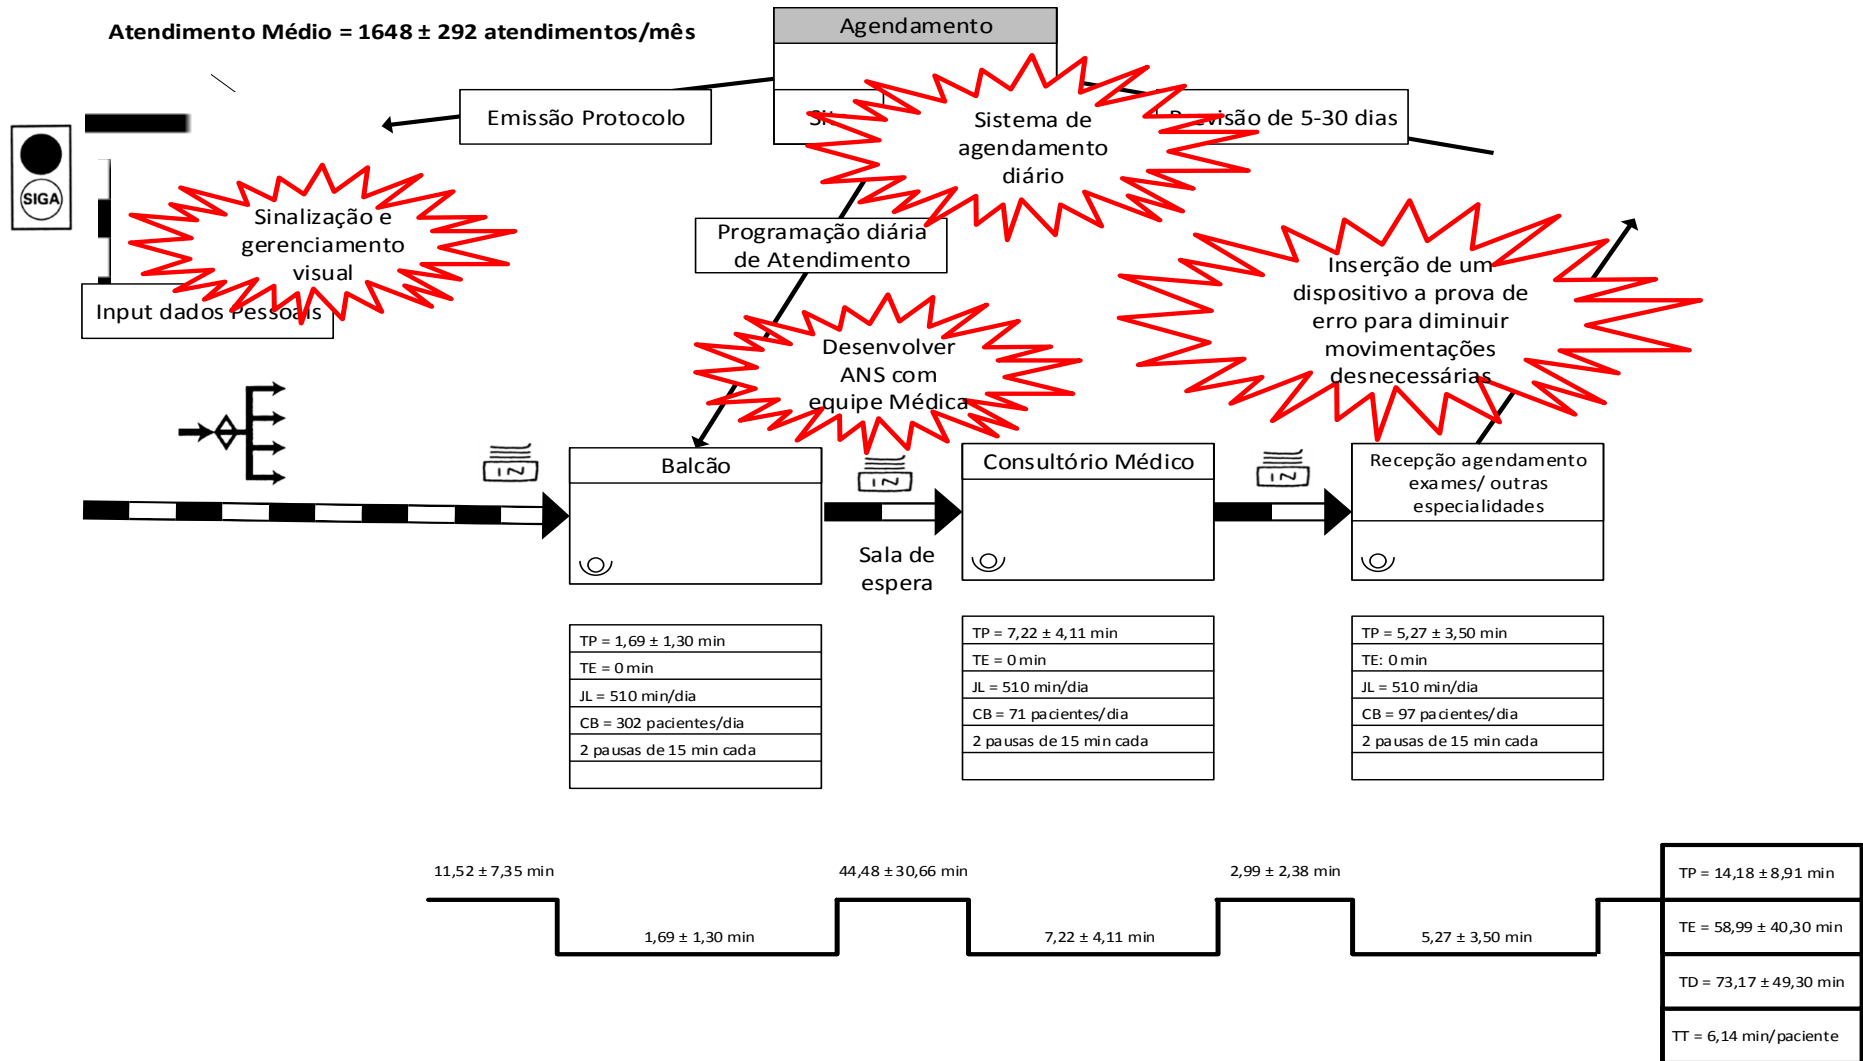 Atendimento Médio = 1648 ± 292 atendimentos/mês
Agendamento
Emissão Protocolo
Previsão de 5-30 dias
Sistema de
agendamento
diário
SIGA
Sinalização e
gerenciamento
visual
Programação diária
de Atendimento
Input dados Pessoais
Inserção de um
dispositivo a prova de
erro para diminuir
movimentações
desnecessárias
Desenvolver
ANS com
equipe Médica
IN
Balcão
IN
Consultório Médico
IN
Recepção agendamento
exames/ outras
especialidades
Sala de
espera
TP = 1,69 ± 1,30 min
TE = 0 min
JL = 510 min/dia
CB = 302 pacientes/dia
2 pausas de 15 min cada
TP = 7,22 ± 4,11 min
TE = 0 min
JL = 510 min/dia
CB = 71 pacientes/dia
2 pausas de 15 min cada
TP = 5,27 ± 3,50 min
TE: 0 min
JL = 510 min/dia
CB = 97 pacientes/dia
2 pausas de 15 min cada
11,52 ± 7,35 min
44,48 ± 30,66 min
2,99 ± 2,38 min
1,69 ± 1,30 min
7,22 ± 4,11 min
5,27 ± 3,50 min
TP = 14,18 ± 8,91 min
TE = 58,99 ± 40,30 min
TD = 73,17 ± 49,30 min
TT = 6,14 min/paciente